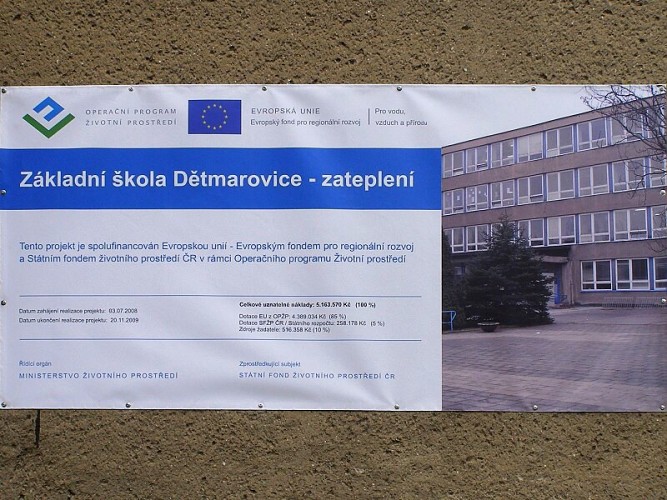 OPERAČNÍ PROGRAM
ŽIVOTNÍ PROSTŘEDÍ
EVROPSKÁ UNIE
Evropský fond pro regionální rozvoj
Pro vodu,
vzduch a přírodu
Základní škola Dětmarovice - zateplení
Tento projekt je spolufinancován Evropskou unií - Evropským fondem pro regionální rozvoj
a Státním fondem životního prostředí ČR v rámci Operačního programu Životní prostředí
Datum zahájení realizace projektu: 03.07.2008
Datum ukončení realizace projektu: 20.11.2009
Celkové uznatelné náklady: 5.163.570 Kč (100 %)
Dotace EU z OPŽP: 4.389.034 Kč (85 %)
Dotace SFŽP ČR / Státního rozpočtu: 258.178 Kč (5 %)
Zdroje žadatele: 516.358 Kč (10 %)
Řídící orgán
MINISTERSTVO ŽIVOTNÍHO PROSTŘEDÍ
Zprostředkující subjekt
STÁTNÍ FOND ŽIVOTNÍHO PROSTŘEDÍ ČR